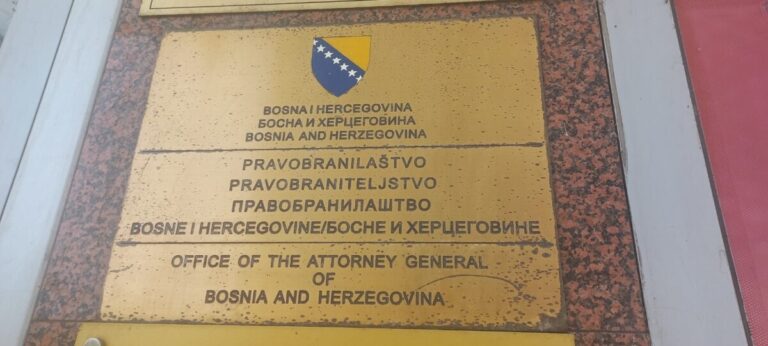 BOSNA I HERCEGOVINA
БОСНА И ХЕРЦЕГОВИНА
BOSNIA AND HERZEGOVINA
PRAVOBRANILAŠTVO
PRAVOBRANITELJSTVO
ПРАВОБРАНИЛАШТВО
BOSNE I HERCEGOVINE/БОСНЕ И ХЕРЦЕГОВИНЕ
OFFICE OF THE ATTORNEY GENERAL
OF
BOSNIA AND HERZEGOVINA